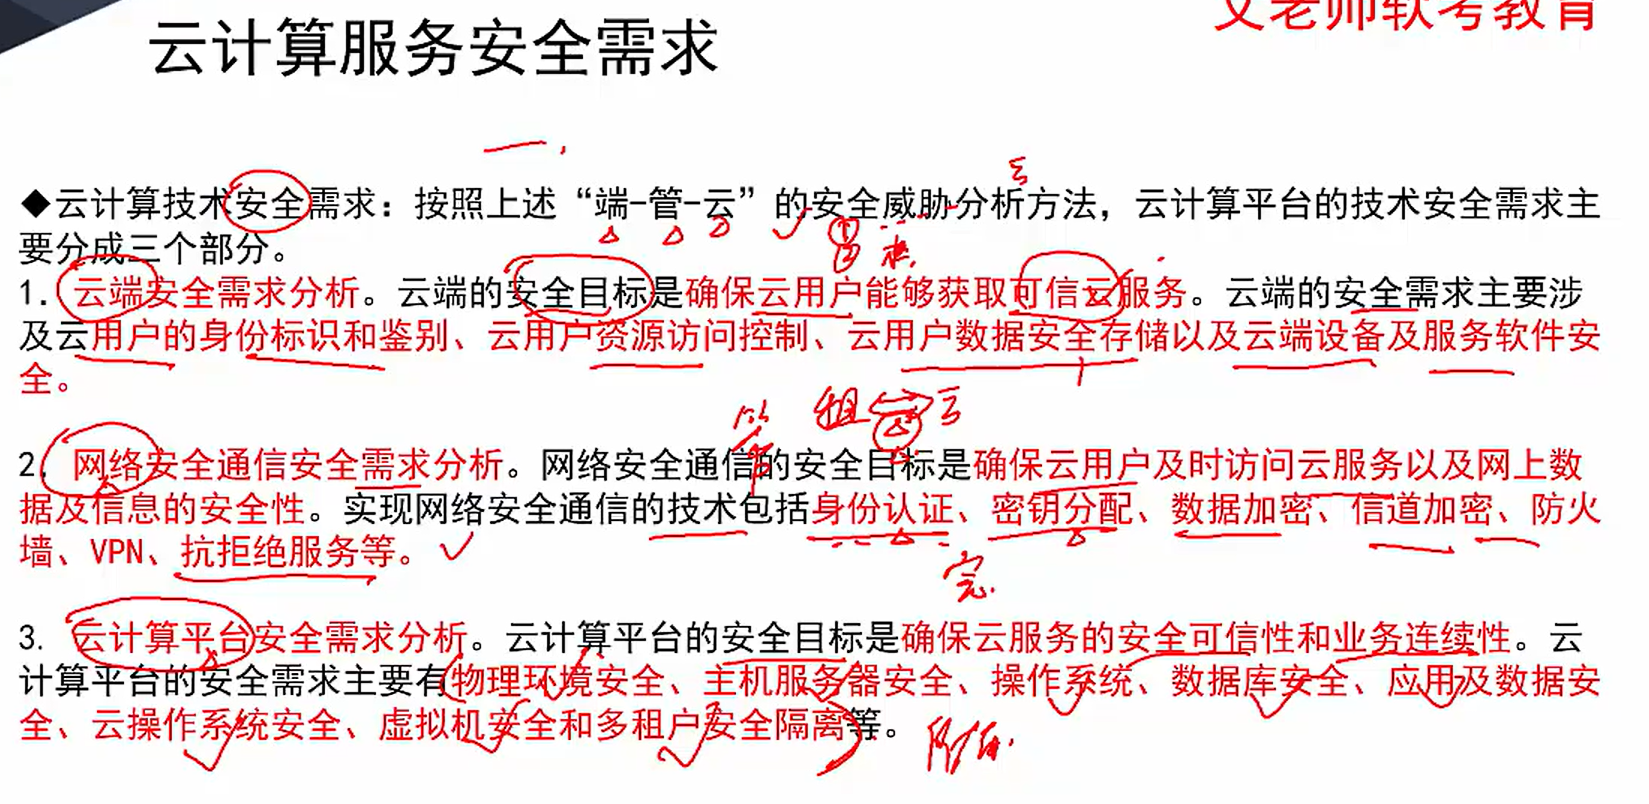 文老师软考教育
云计算服务安全需求
◆云计算技术安全需求：按照上述“端-管-云”的安全威胁分析方法，云计算平台的技术安全需求主
要分成三个部分。
1. 云端安全需求分析。云端的安全目标是确保云用户能够获取可信云服务。云端的安全需求主要涉
及云用户的身份标识和鉴别、云用户资源访问控制、云用户数据安全存储以及云端设备及服务软件安
全。
2. 网络安全通信安全需求分析。网络安全通信的安全目标是确保云用户及时访问云服务以及网上数
据及信息的安全性。实现网络安全通信的技术包括身份认证、密钥分配、数据加密、信道加密、防火
墙、VPN、抗拒绝服务等。
3. 云计算平台安全需求分析。云计算平台的安全目标是确保云服务的安全可信性和业务连续性。云
计算平台的安全需求主要有物理环境安全、主机服务器安全、操作系统、数据库安全、应用及数据安
全、云操作系统安全、虚拟机安全和多租户安全隔离等。